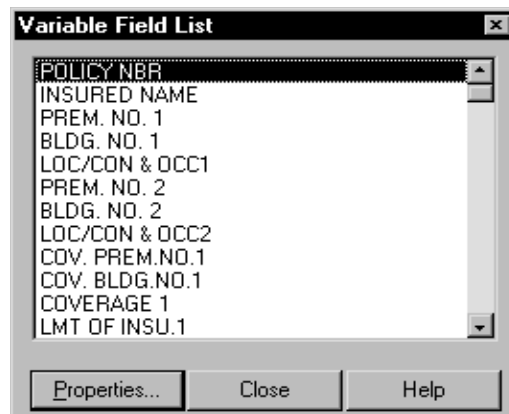 Variable Field List
POLICY NBR
INSURED NAME
PREM. NO. 1
BLDG. NO. 1
LOC/CON & OCC1
PREM. NO. 2
BLDG. NO. 2
LOC/CON & OCC2
COV. PREM.NO.1
COV. BLDG.NO.1
COVERAGE 1
LMT OF INSU.1
Properties... Close Help